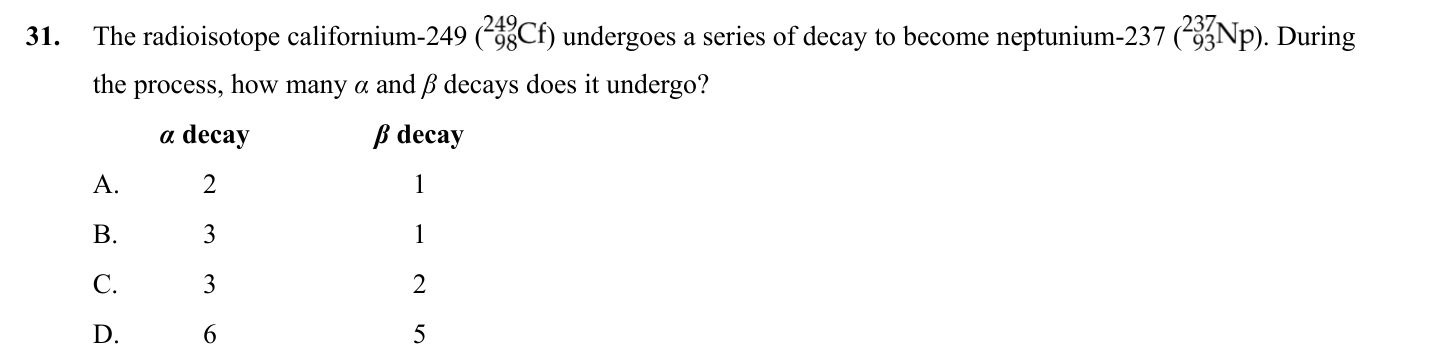 31. The radioisotope californium-249 (²⁴⁹₉₈Cf) undergoes a series of decay to become neptunium-237 (²³⁷₉₃Np). During
the process, how many α and β decays does it undergo?
α decay β decay
A. 2 1
B. 3 1
C. 3 2
D. 6 5